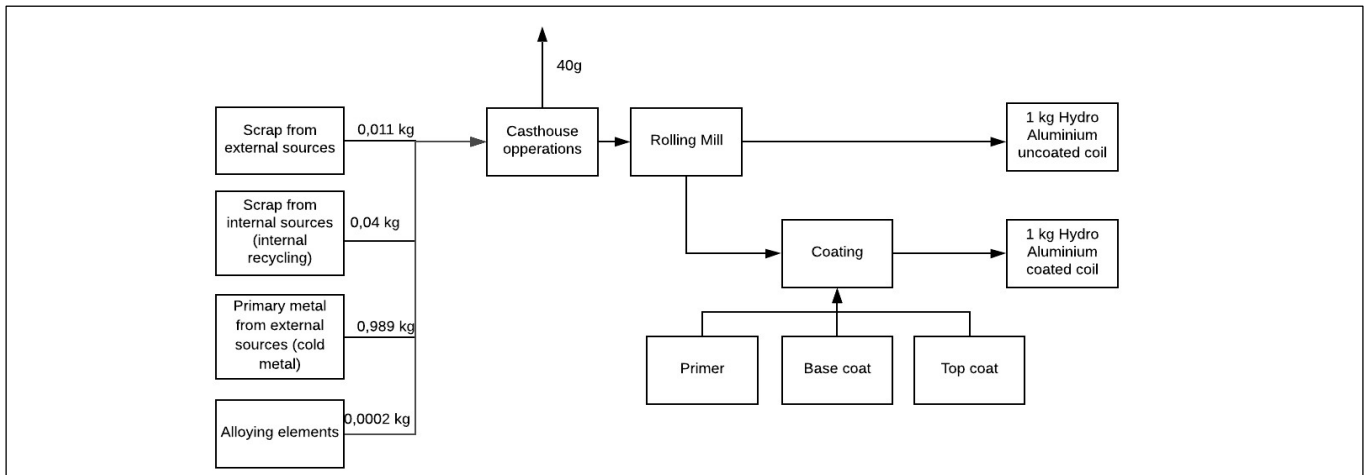 40g
Scrap from
external sources
0,011 kg
Casthouse
opperations
Rolling Mill
1 kg Hydro
Aluminium
uncoated coil
Scrap from
internal sources
(internal
recycling)
0,04 kg
Coating
1 kg Hydro
Aluminium
coated coil
Primary metal
from external
sources (cold
metal)
0,989 kg
Primer
Base coat
Top coat
Alloying elements
0,0002 kg